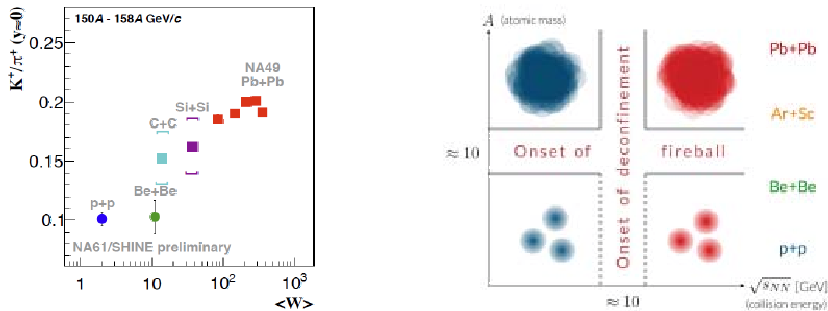 150A - 158A GeV/c
K⁺/π⁺ (y≈0)
0.25
0.2
0.15
0.1
NA49
Pb+Pb
Si+Si
C+C
Be+Be
p+p
NA61/SHINE preliminary
1
10
10²
10³
<W>
A (atomic mass)
≈ 10
Onset of
fireball
Onset of deconfinement
≈ 10
√sNN [GeV]
(collision energy)
Pb+Pb
Ar+Sc
Be+Be
p+p